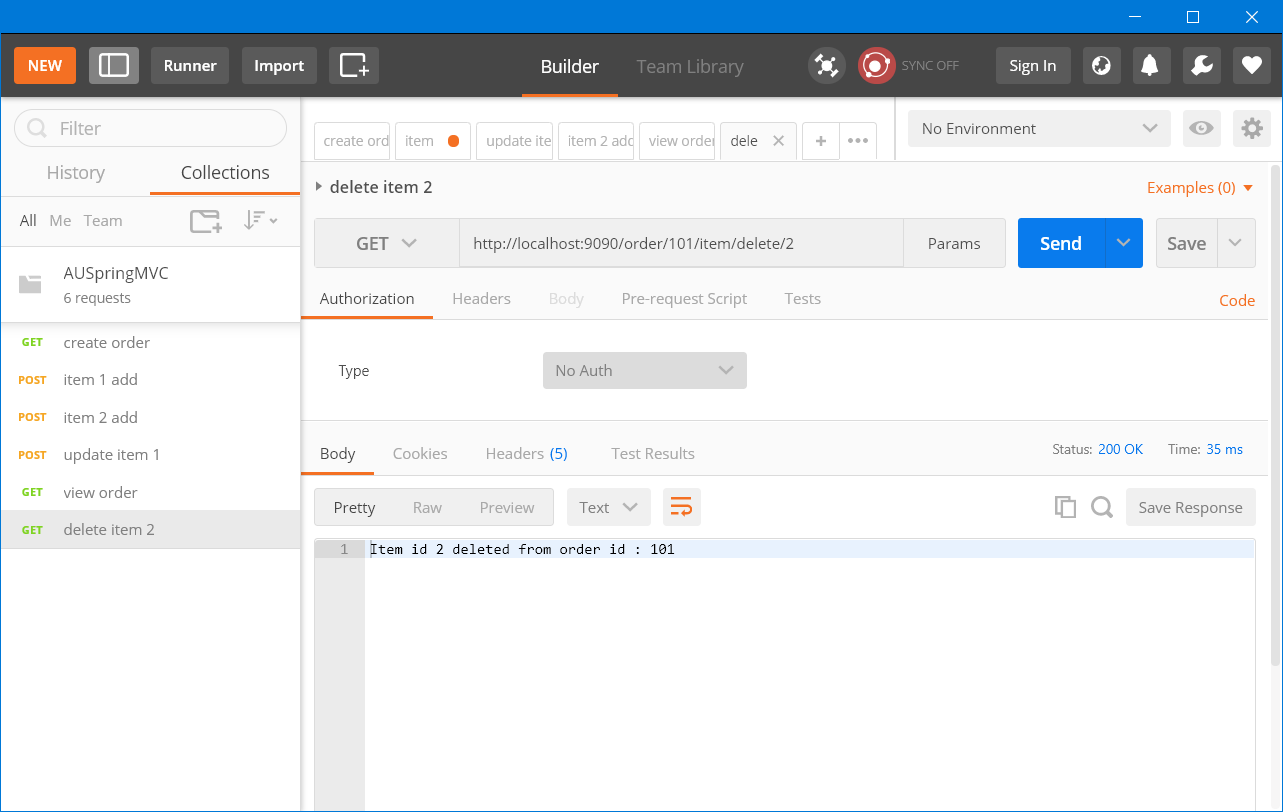 NEW
Runner
Import
Builder
Team Library
SYNC OFF
Sign In
Filter
History
Collections
All Me Team
AUSpringMVC
6 requests
GET create order
POST item 1 add
POST item 2 add
POST update item 1
GET view order
GET delete item 2
create ord
item
update ite
item 2 add
view order
dele
No Environment
delete item 2
Examples (0)
GET
http://localhost:9090/order/101/item/delete/2
Params
Send
Save
Authorization
Headers
Body
Pre-request Script
Tests
Code
Type
No Auth
Body
Cookies
Headers (5)
Test Results
Status: 200 OK
Time: 35 ms
Pretty
Raw
Preview
Text
Save Response
1 Item id 2 deleted from order id : 101